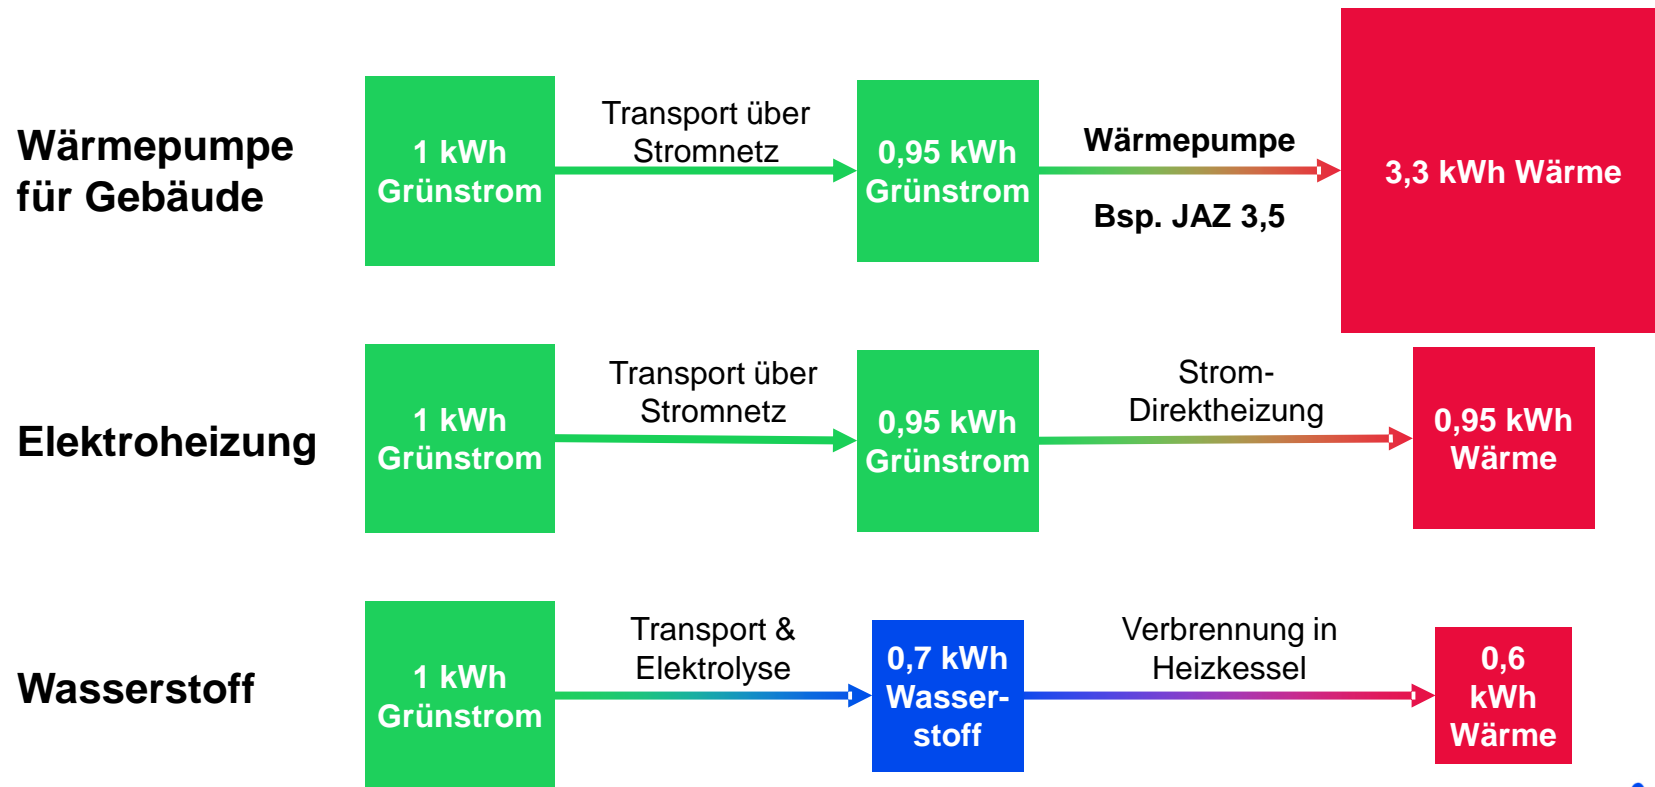 Wärmepumpe
für Gebäude
1 kWh
Grünstrom
Transport über
Stromnetz
0,95 kWh
Grünstrom
Wärmepumpe
Bsp. JAZ 3,5
3,3 kWh Wärme
Elektroheizung
1 kWh
Grünstrom
Transport über
Stromnetz
0,95 kWh
Grünstrom
Strom-
Direktheizung
0,95 kWh
Wärme
Wasserstoff
1 kWh
Grünstrom
Transport &
Elektrolyse
0,7 kWh
Wasser-
stoff
Verbrennung in
Heizkessel
0,6
kWh
Wärme